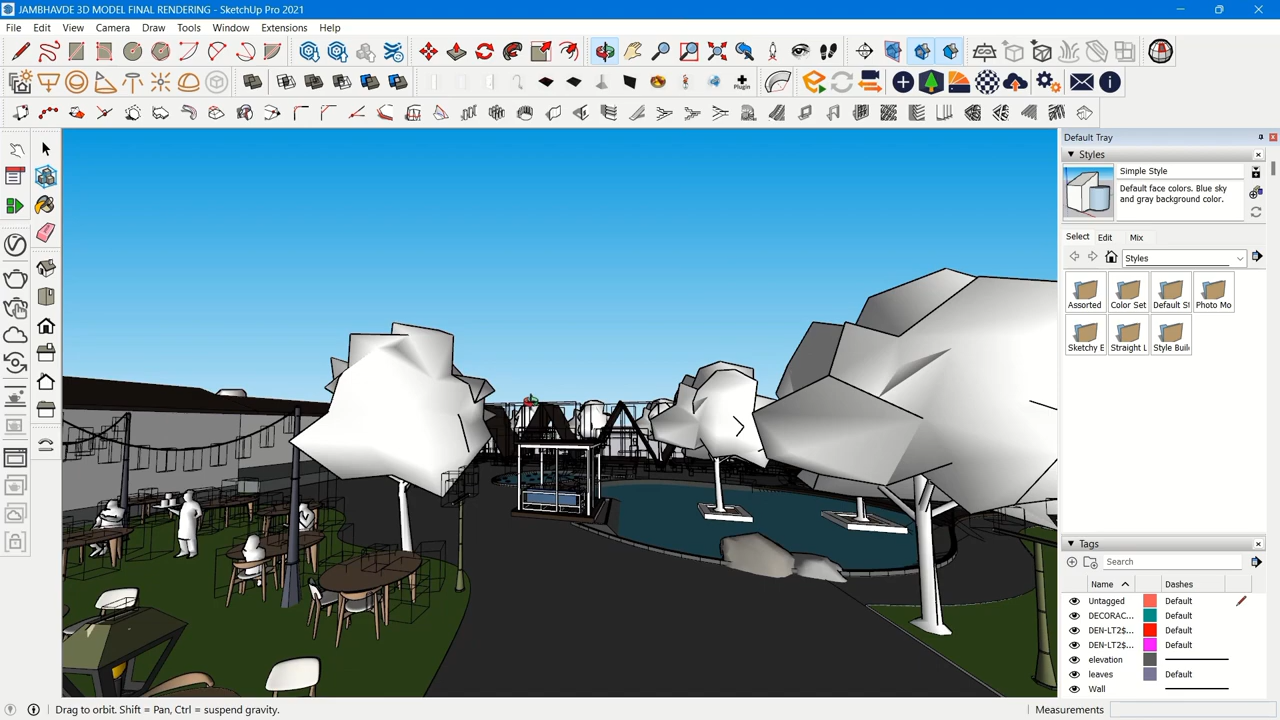 JAMBHAVDE 3D MODEL FINAL RENDERING - SketchUp Pro 2021
File Edit View Camera Draw Tools Window Extensions Help
Plugin
Default Tray
Styles
Simple Style
Default face colors. Blue sky
and gray background color.
Select Edit Mix
Styles
Assorted Color Set Default S Photo Mo
Sketchy E Straight L Style Buil
Tags
Search
Name Dashes
Untagged Default
DECORAC... Default
DEN-LT2$... Default
DEN-LT2$... Default
elevation
leaves Default
Wall
Drag to orbit. Shift = Pan, Ctrl = suspend gravity.
Measurements